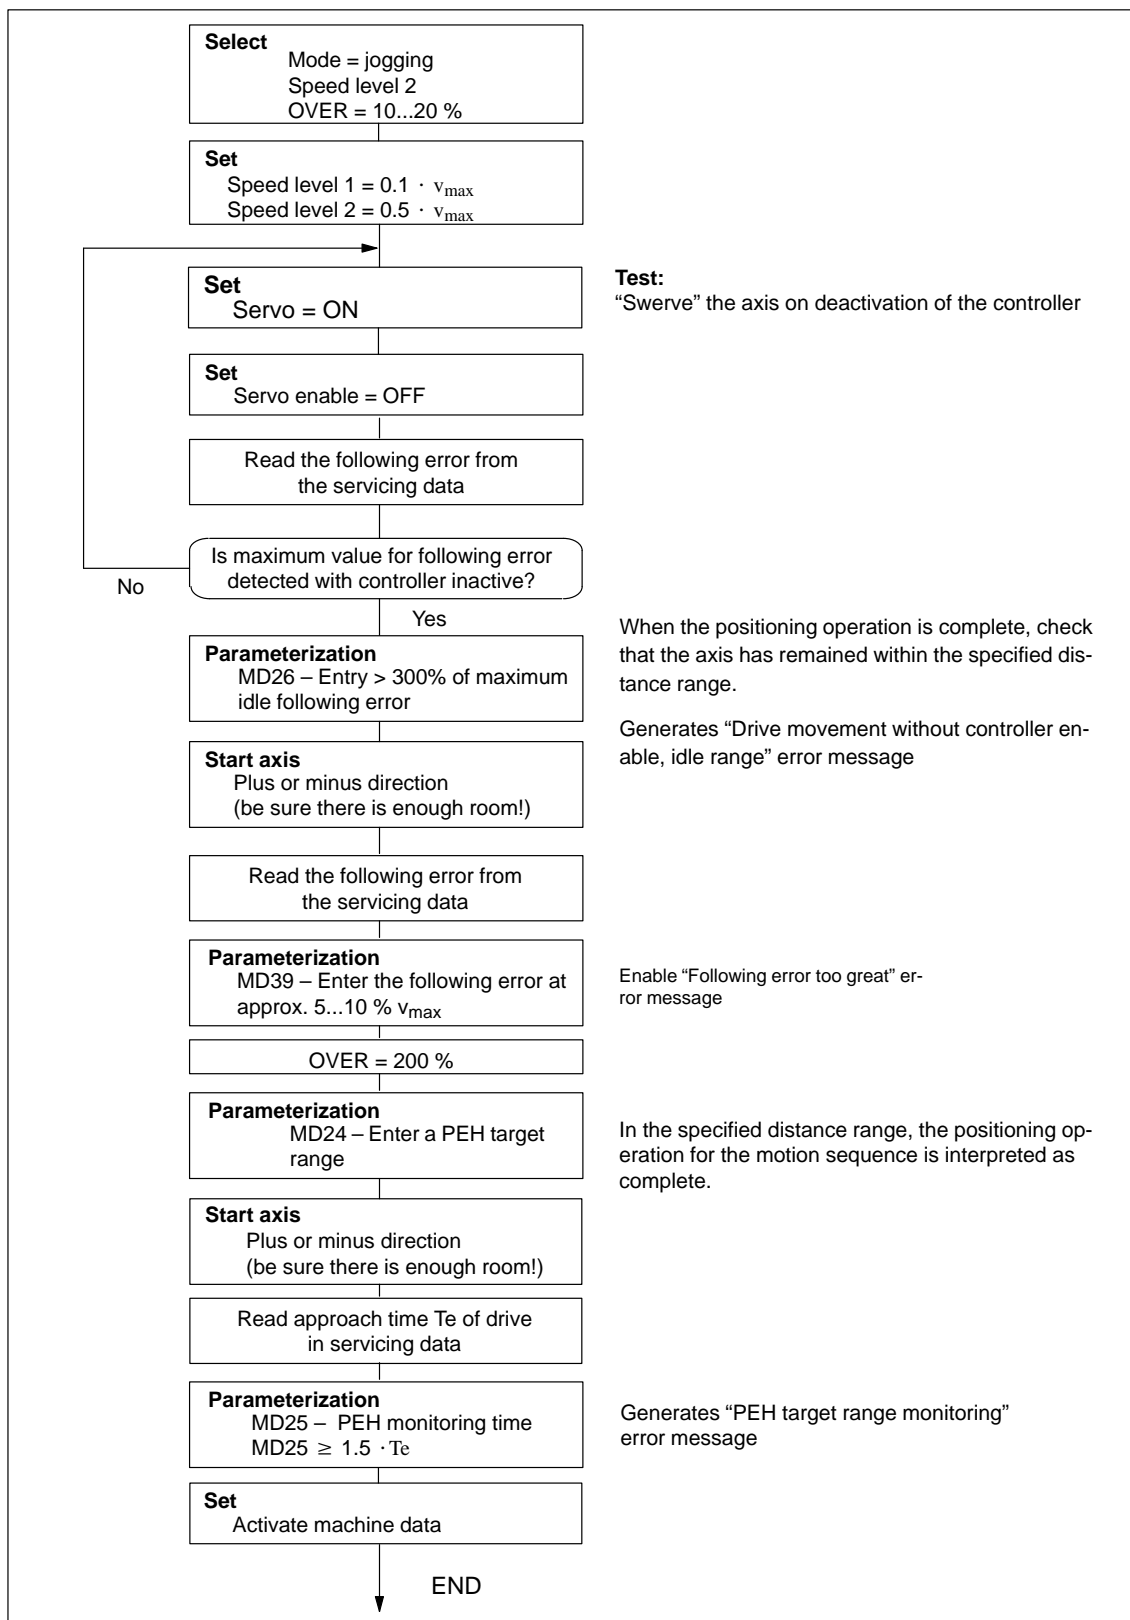 Select
Mode = jogging
Speed level 2
OVER = 10...20 %
Set
Speed level 1 = 0.1 · vmax
Speed level 2 = 0.5 · vmax
Set
Servo = ON
Test:
“Swerve” the axis on deactivation of the controller
Set
Servo enable = OFF
Read the following error from
the servicing data
Is maximum value for following error
detected with controller inactive?
No
Yes
Parameterization
MD26 – Entry > 300% of maximum
idle following error
When the positioning operation is complete, check
that the axis has remained within the specified dis-
tance range.
Generates “Drive movement without controller en-
able, idle range” error message
Start axis
Plus or minus direction
(be sure there is enough room!)
Read the following error from
the servicing data
Parameterization
MD39 – Enter the following error at
approx. 5...10 % vmax
Enable “Following error too great” er-
ror message
OVER = 200 %
Parameterization
MD24 – Enter a PEH target
range
In the specified distance range, the positioning op-
eration for the motion sequence is interpreted as
complete.
Start axis
Plus or minus direction
(be sure there is enough room!)
Read approach time Te of drive
in servicing data
Parameterization
MD25 – PEH monitoring time
MD25 ≥ 1.5 · Te
Generates “PEH target range monitoring”
error message
Set
Activate machine data
END